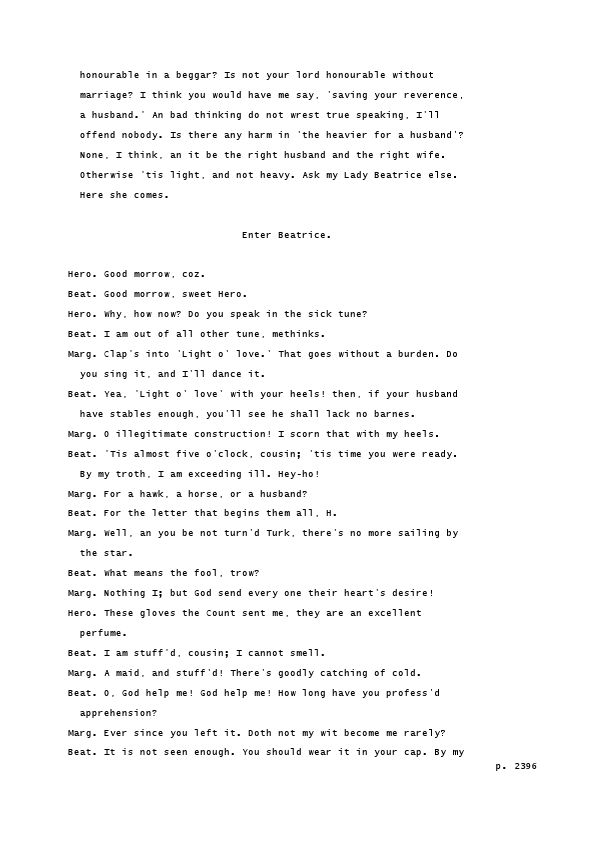 honourable in a beggar? Is not your lord honourable without
marriage? I think you would have me say, 'saving your reverence,
a husband.' An bad thinking do not wrest true speaking, I'll
offend nobody. Is there any harm in 'the heavier for a husband'?
None, I think, an it be the right husband and the right wife.
Otherwise 'tis light, and not heavy. Ask my Lady Beatrice else.
Here she comes.
Enter Beatrice.
Hero. Good morrow, coz.
Beat. Good morrow, sweet Hero.
Hero. Why, how now? Do you speak in the sick tune?
Beat. I am out of all other tune, methinks.
Marg. Clap's into 'Light o' love.' That goes without a burden. Do
you sing it, and I'll dance it.
Beat. Yea, 'Light o' love' with your heels! then, if your husband
have stables enough, you'll see he shall lack no barnes.
Marg. O illegitimate construction! I scorn that with my heels.
Beat. 'Tis almost five o'clock, cousin; 'tis time you were ready.
By my troth, I am exceeding ill. Hey-ho!
Marg. For a hawk, a horse, or a husband?
Beat. For the letter that begins them all, H.
Marg. Well, an you be not turn'd Turk, there's no more sailing by
the star.
Beat. What means the fool, trow?
Marg. Nothing I; but God send every one their heart's desire!
Hero. These gloves the Count sent me, they are an excellent
perfume.
Beat. I am stuff'd, cousin; I cannot smell.
Marg. A maid, and stuff'd! There's goodly catching of cold.
Beat. O, God help me! God help me! How long have you profess'd
apprehension?
Marg. Ever since you left it. Doth not my wit become me rarely?
Beat. It is not seen enough. You should wear it in your cap. By my
p. 2396